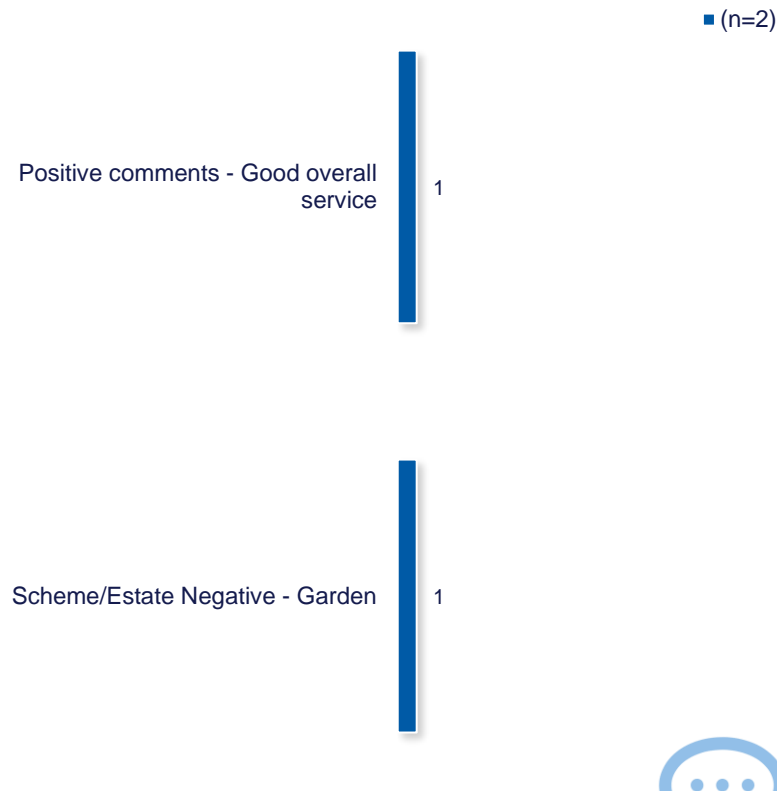 (n=2)
Positive comments - Good overall
service
1
Scheme/Estate Negative - Garden
1